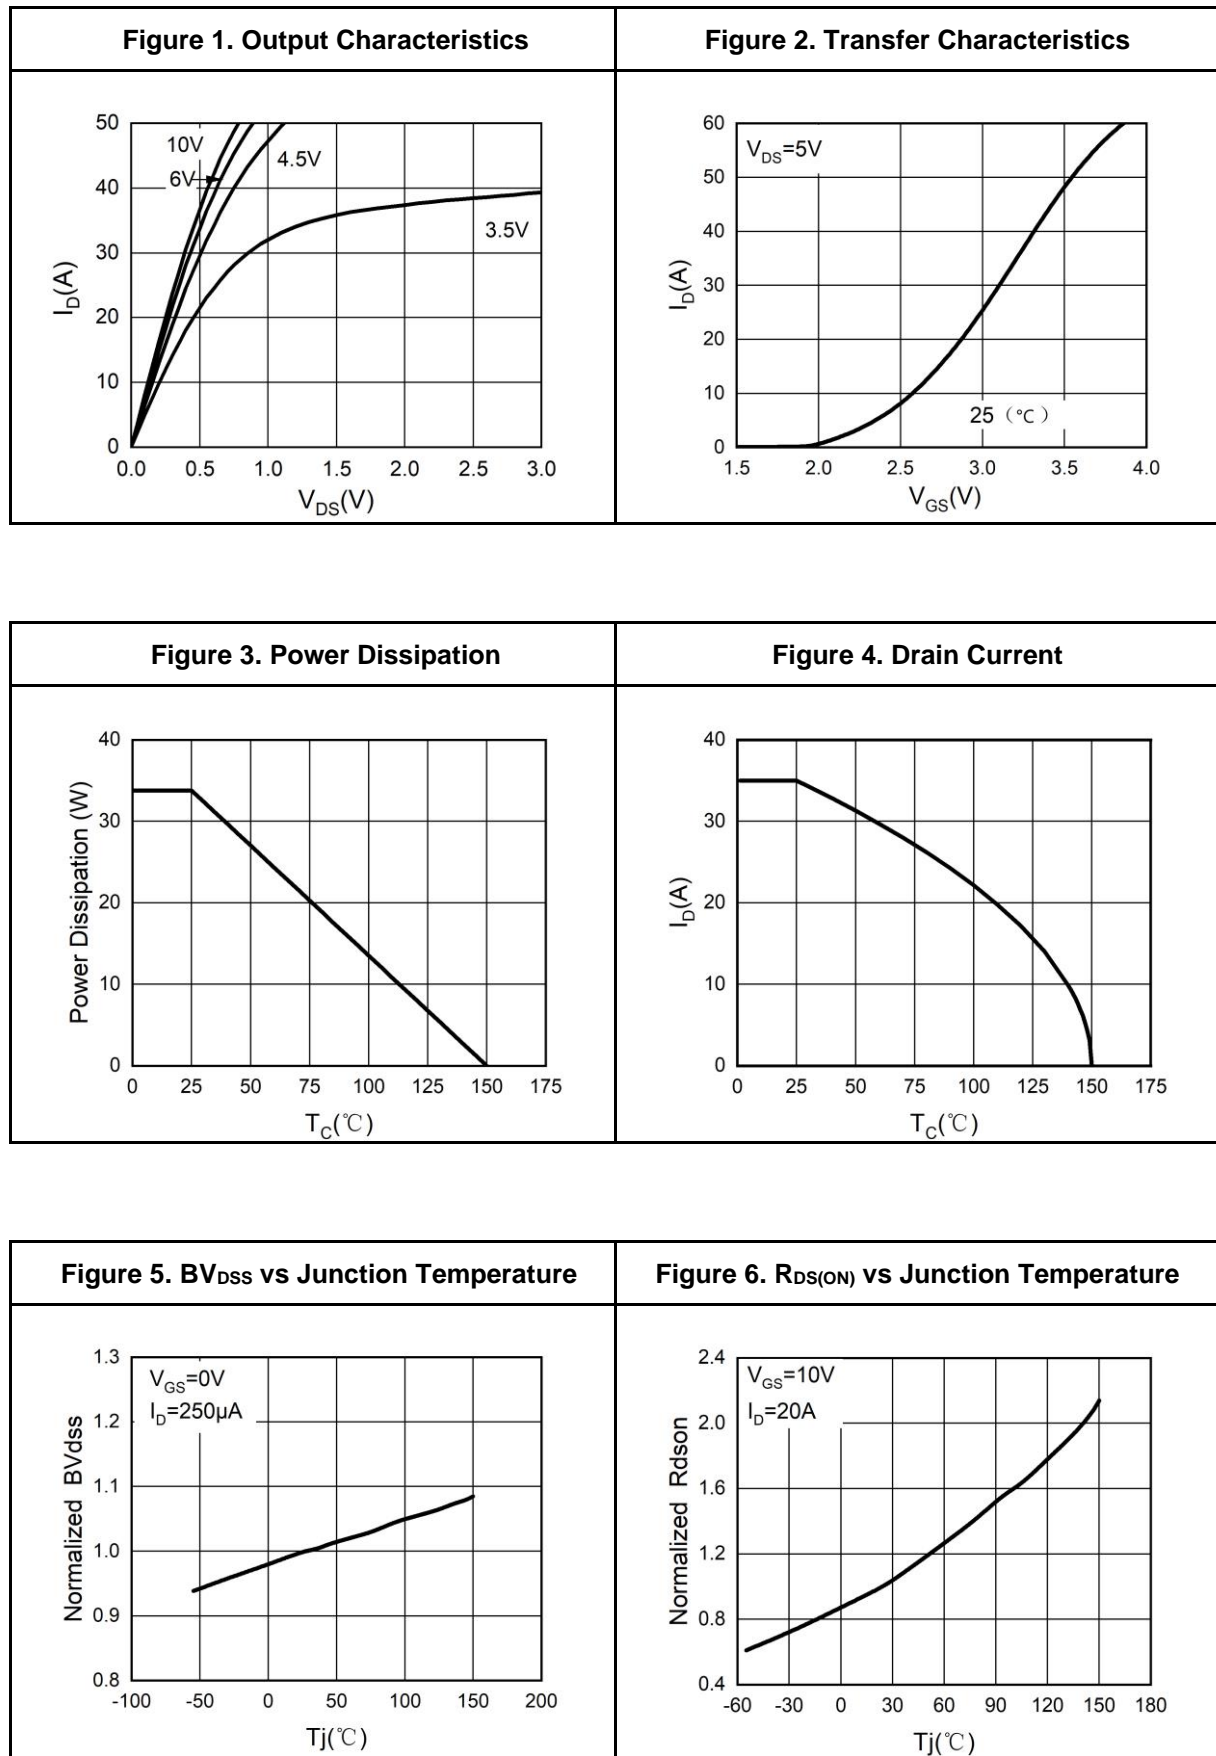 Figure 1. Output Characteristics
Figure 2. Transfer Characteristics
50
40
30
20
10
0
I_D(A)
10V
6V
4.5V
3.5V
0.0 0.5 1.0 1.5 2.0 2.5 3.0
V_DS(V)
60
50
40
30
20
10
0
I_D(A)
V_DS=5V
25（℃）
1.5 2.0 2.5 3.0 3.5 4.0
V_GS(V)
Figure 3. Power Dissipation
Figure 4. Drain Current
40
30
20
10
0
Power Dissipation (W)
0 25 50 75 100 125 150 175
T_C(℃)
40
30
20
10
0
I_D(A)
0 25 50 75 100 125 150 175
T_C(℃)
Figure 5. BV_DSS vs Junction Temperature
Figure 6. R_DS(ON) vs Junction Temperature
1.3
1.2
1.1
1.0
0.9
0.8
Normalized BVdss
V_GS=0V
I_D=250μA
-100 -50 0 50 100 150 200
Tj(℃)
2.4
2.0
1.6
1.2
0.8
0.4
Normalized Rdson
V_GS=10V
I_D=20A
-60 -30 0 30 60 90 120 150 180
Tj(℃)